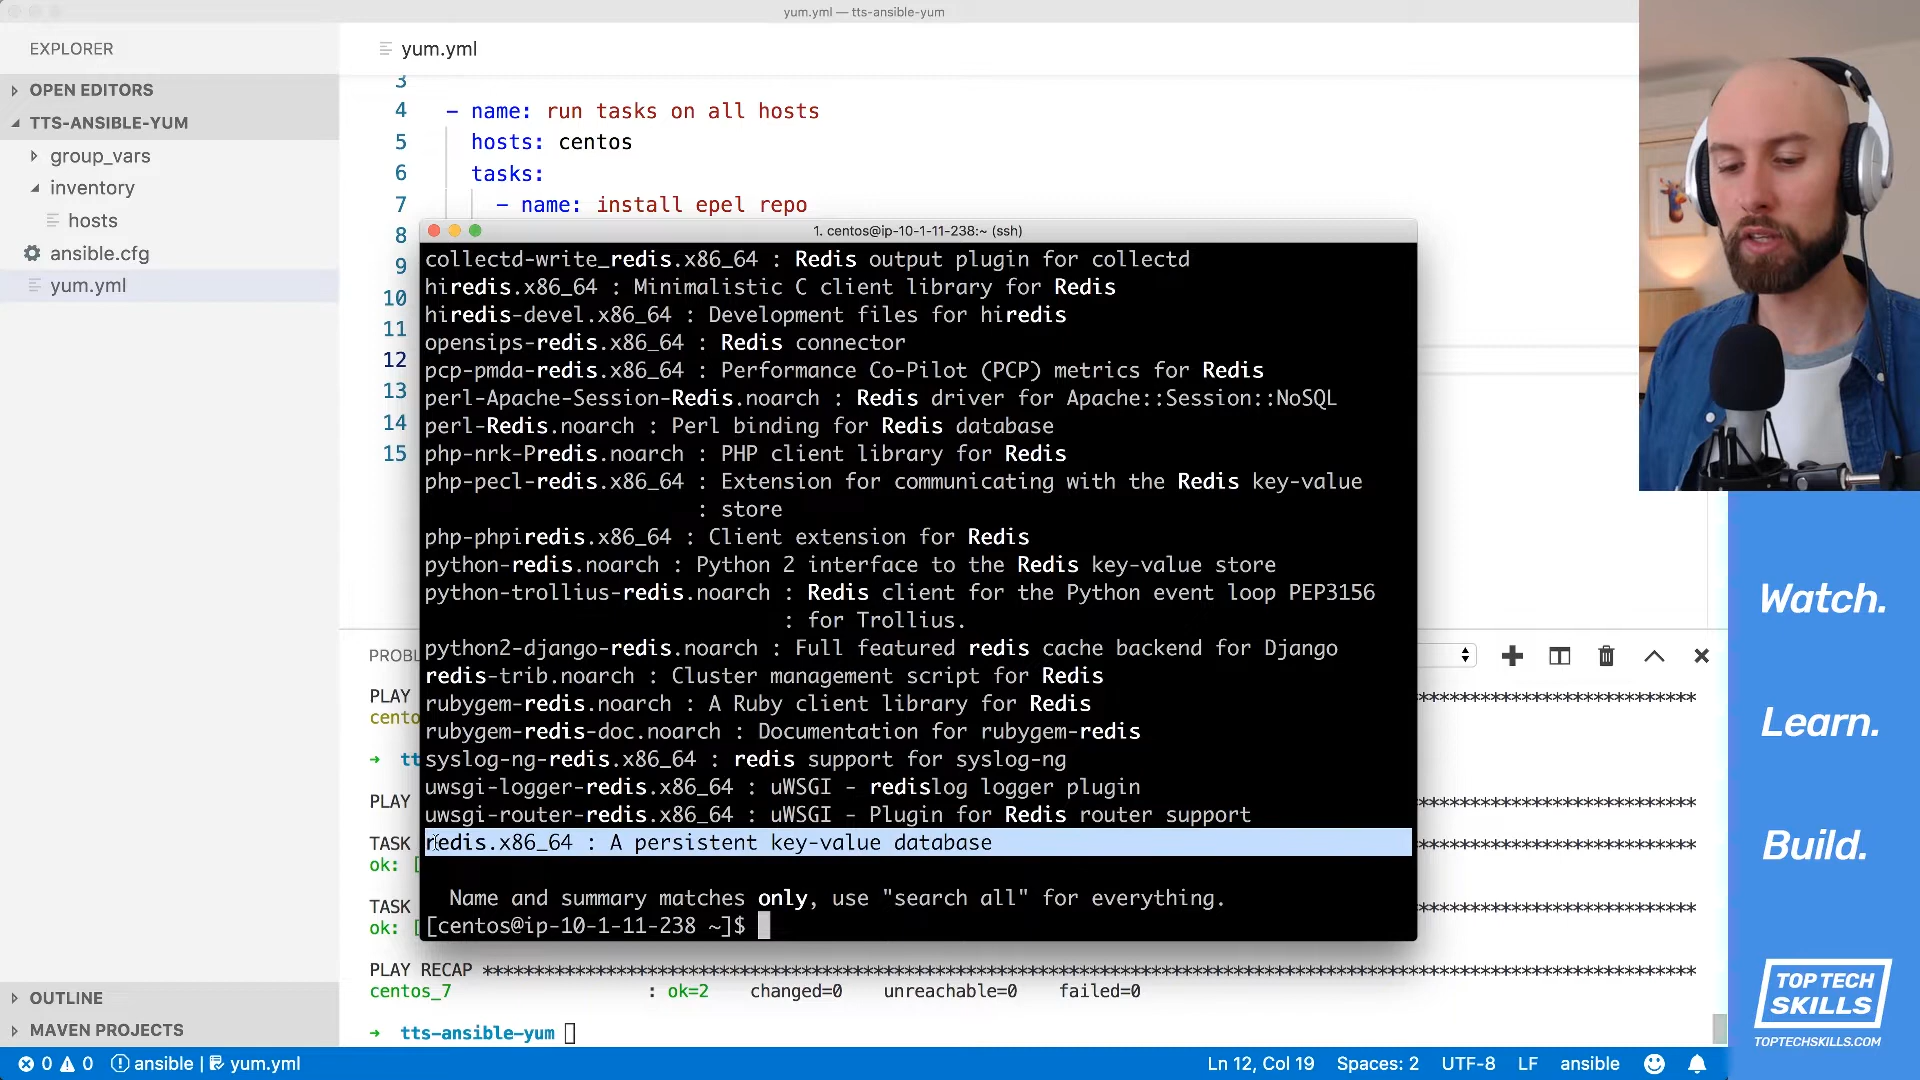 yum.yml — tts-ansible-yum
EXPLORER
yum.yml
OPEN EDITORS
TTS-ANSIBLE-YUM
group_vars
inventory
hosts
ansible.cfg
yum.yml
3
4 - name: run tasks on all hosts
5 hosts: centos
6 tasks:
7 - name: install epel repo
8
9
10
11
12
13
14
15
1. centos@ip-10-1-11-238:~ (ssh)
collectd-write_redis.x86_64 : Redis output plugin for collectd
hiredis.x86_64 : Minimalistic C client library for Redis
hiredis-devel.x86_64 : Development files for hiredis
opensips-redis.x86_64 : Redis connector
pcp-pmda-redis.x86_64 : Performance Co-Pilot (PCP) metrics for Redis
perl-Apache-Session-Redis.noarch : Redis driver for Apache::Session::NoSQL
perl-Redis.noarch : Perl binding for Redis database
php-nrk-Predis.noarch : PHP client library for Redis
php-pecl-redis.x86_64 : Extension for communicating with the Redis key-value
: store
php-phpiredis.x86_64 : Client extension for Redis
python-redis.noarch : Python 2 interface to the Redis key-value store
python-trollius-redis.noarch : Redis client for the Python event loop PEP3156
: for Trollius.
python2-django-redis.noarch : Full featured redis cache backend for Django
redis-trib.noarch : Cluster management script for Redis
rubygem-redis.noarch : A Ruby client library for Redis
rubygem-redis-doc.noarch : Documentation for rubygem-redis
syslog-ng-redis.x86_64 : redis support for syslog-ng
uwsgi-logger-redis.x86_64 : uWSGI - redislog logger plugin
uwsgi-router-redis.x86_64 : uWSGI - Plugin for Redis router support
redis.x86_64 : A persistent key-value database
Name and summary matches only, use "search all" for everything.
[centos@ip-10-1-11-238 ~]$
PROBL
PLAY ******************************
cento
→ tt
PLAY ******************************
TASK ******************************
ok: [
TASK ******************************
ok: [
PLAY RECAP ************************************************************
centos_7 : ok=2 changed=0 unreachable=0 failed=0
→ tts-ansible-yum
OUTLINE
MAVEN PROJECTS
0 0 ansible | yum.yml
Ln 12, Col 19 Spaces: 2 UTF-8 LF ansible
Watch.
Learn.
Build.
TOP TECH
SKILLS
TOPTECHSKILLS.COM